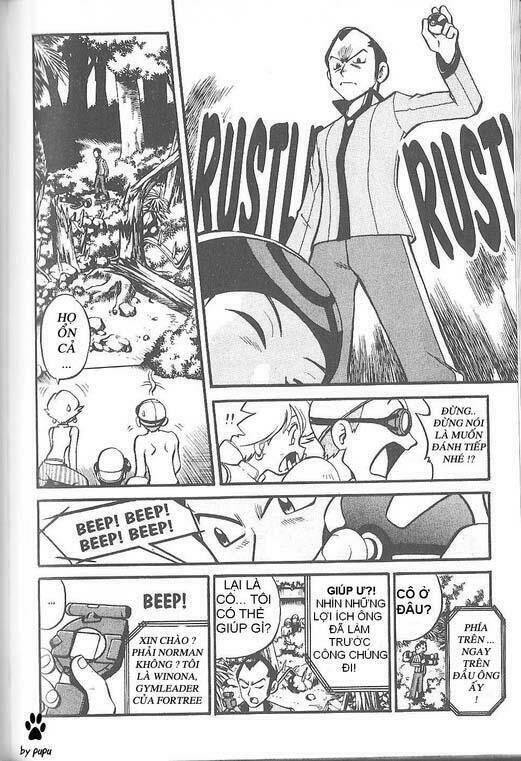 RUSTLE
RUST
HỌ
ỔN
CẢ
...
!!
ĐỪNG..
ĐỪNG NÓI
LÀ MUỐN
ĐÁNH TIẾP
NHÉ !?
BEEP! BEEP!
BEEP! BEEP!
PHÍA
TRÊN ...
NGAY
TRÊN
ĐẦU ÔNG
ẤY
!
CÔ Ở
ĐÂU?
GIÚP Ư?!
NHÌN NHỮNG
LỢI ÍCH ÔNG
ĐÃ LÀM
TRƯỚC
CÔNG CHÚNG
ĐI!
LẠI LÀ
CÔ... TÔI
CÓ THỂ
GIÚP GÌ?
BEEP!
...
XIN CHÀO ?
PHẢI NORMAN
KHÔNG ? TÔI
LÀ WINONA,
GYMLEADER
CỦA FORTREE
by pupu